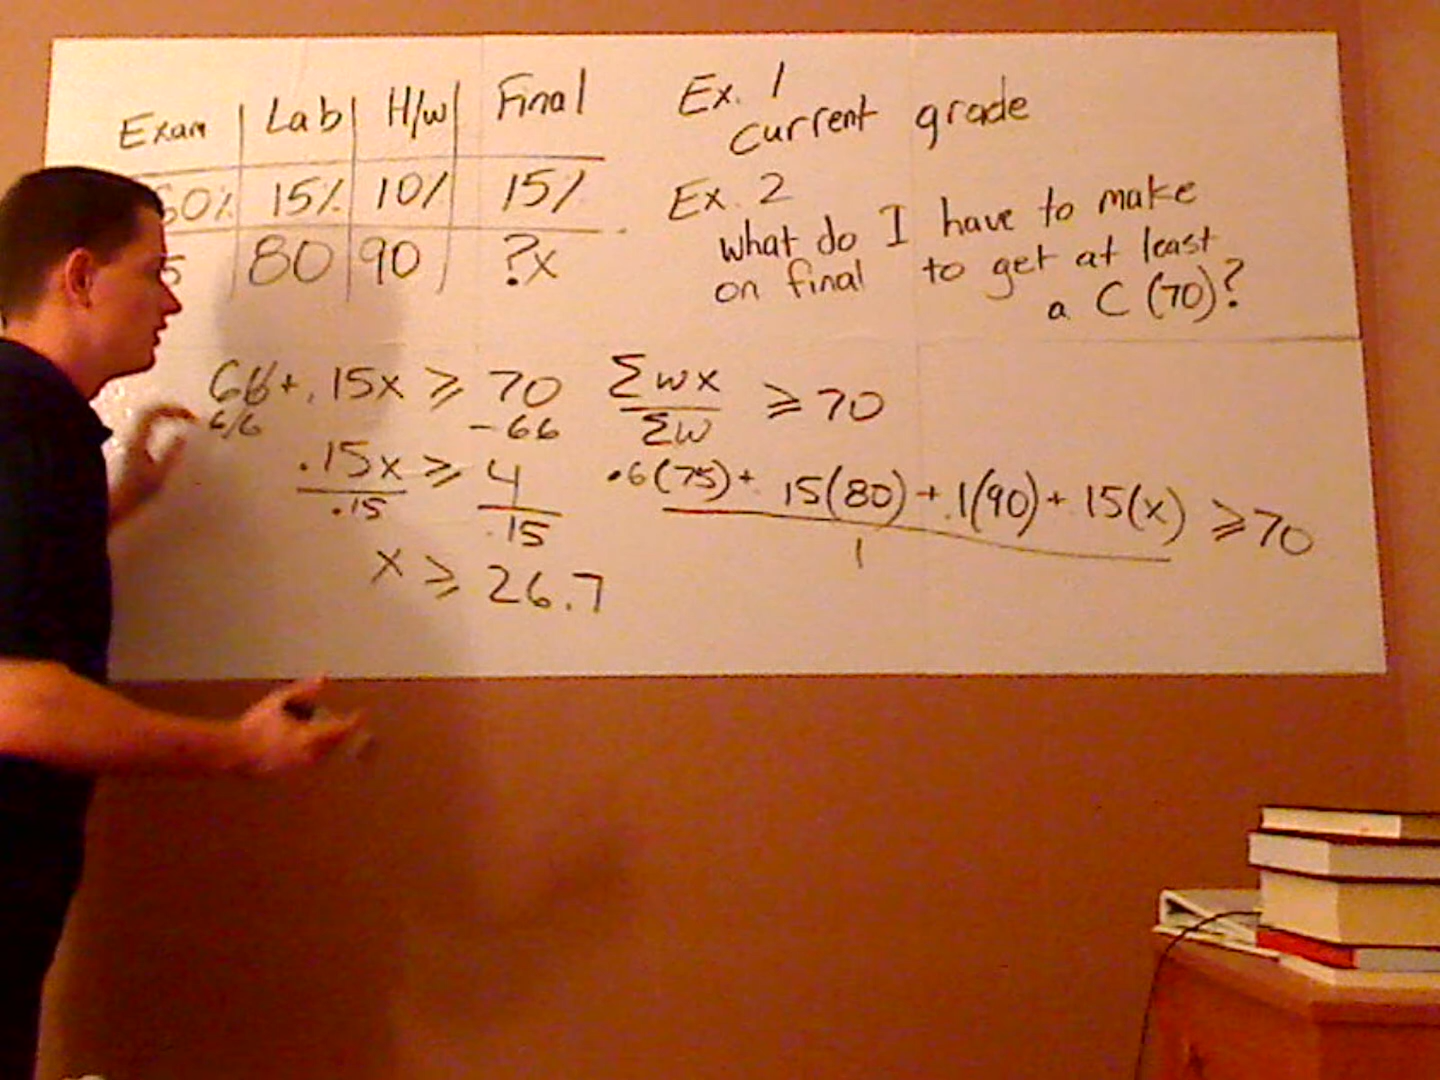 Exam Lab H/w Final
60% 15% 10% 15%
5 80 90 ?x
Ex. 1
current grade
Ex. 2
what do I have to make
on final to get at least
a C (70)?
66 + .15x ≥ 70
-66
.15x ≥ 4
.15 .15
x ≥ 26.7
Σwx ≥ 70
Σw
.6(75) + .15(80) + .1(90) + .15(x) ≥ 70
1